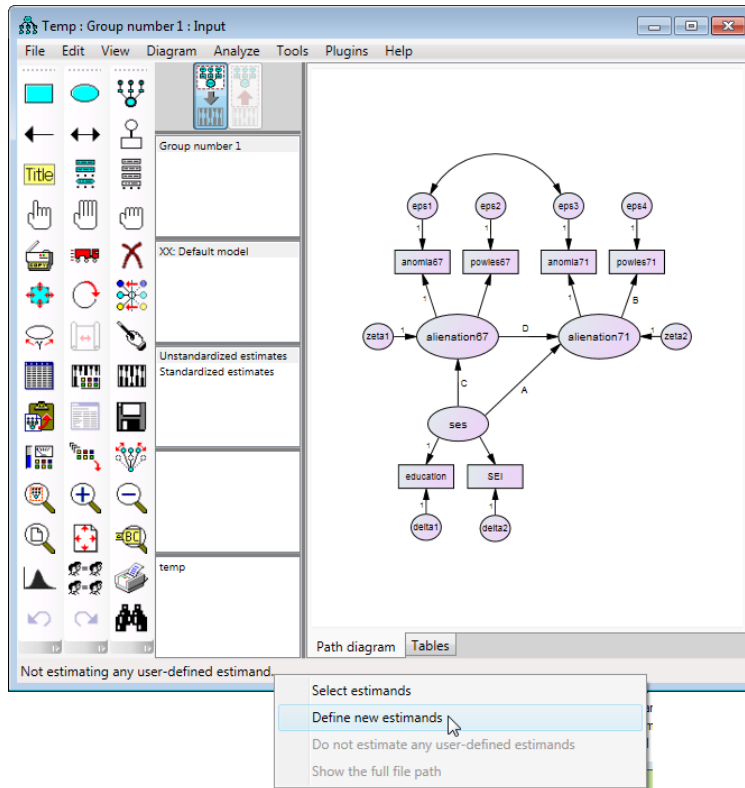 Temp : Group number 1 : Input
File Edit View Diagram Analyze Tools Plugins Help
Title
Group number 1
XX: Default model
Unstandardized estimates
Standardized estimates
temp
eps1 eps2 eps3 eps4
1 1 1 1
anomia67 powles67 anomia71 powles71
1 1 B
zeta1 1 alienation67 D alienation71 1 zeta2
C A
ses
1
education SEI
1 1
delta1 delta2
Path diagram Tables
Not estimating any user-defined estimand.
Select estimands
Define new estimands
Do not estimate any user-defined estimands
Show the full file path